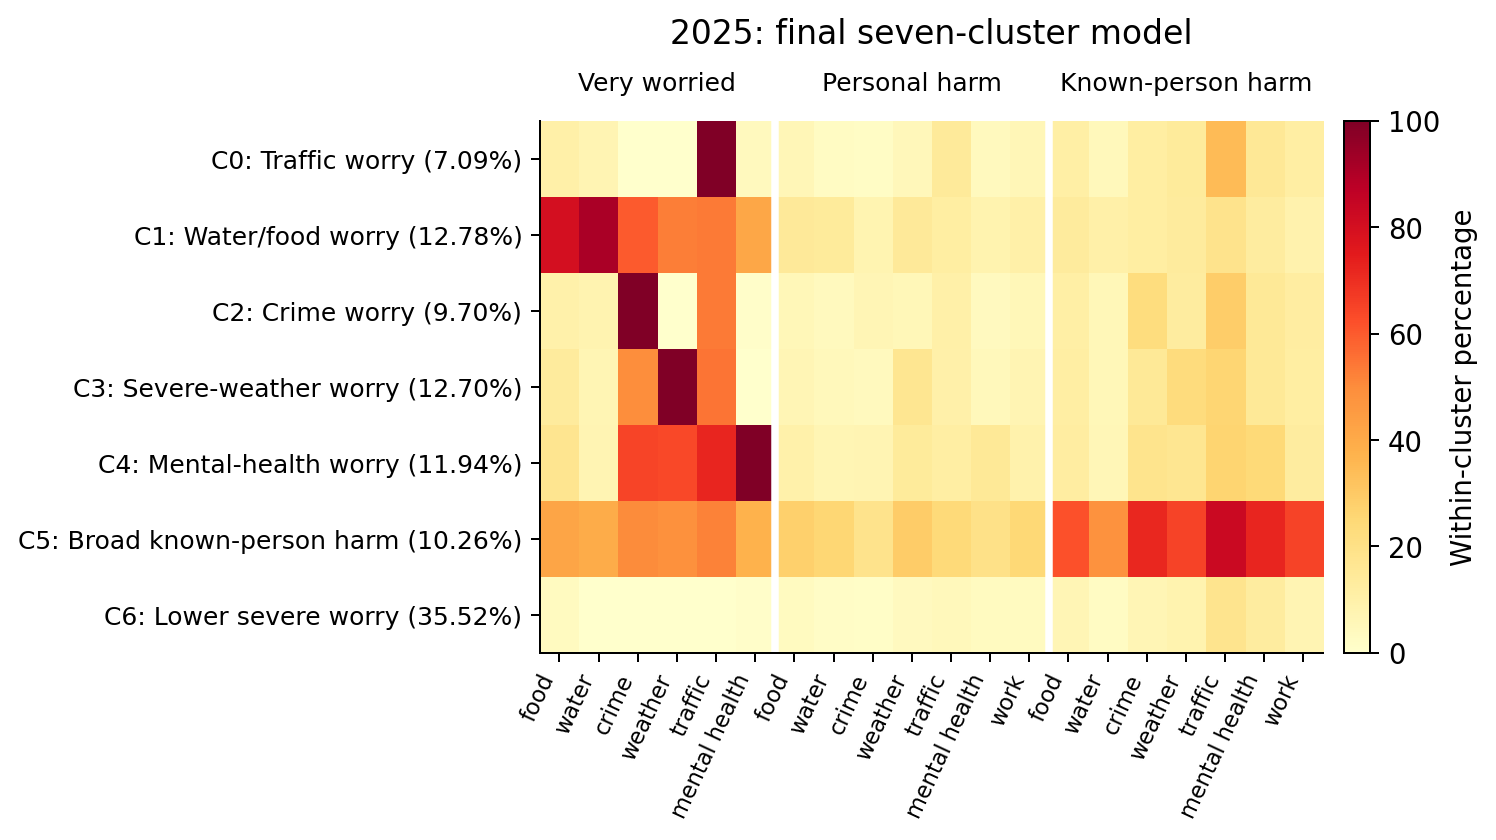 2025: final seven-cluster model
Very worried
Personal harm
Known-person harm
C0: Traffic worry (7.09%)
C1: Water/food worry (12.78%)
C2: Crime worry (9.70%)
C3: Severe-weather worry (12.70%)
C4: Mental-health worry (11.94%)
C5: Broad known-person harm (10.26%)
C6: Lower severe worry (35.52%)
food
water
crime
weather
traffic
mental health
food
water
crime
weather
traffic
mental health
work
food
water
crime
weather
traffic
mental health
work
100
80
60
40
20
0
Within-cluster percentage